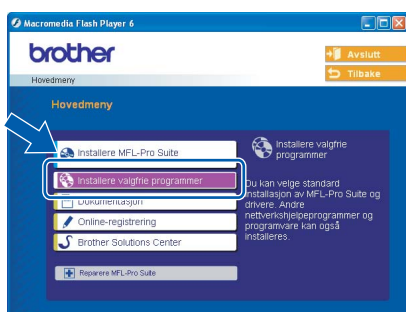 Macromedia Flash Player 6
brother
Avslutt
Tilbake
Hovedmeny
Hovedmeny
Installere MFL-Pro Suite
Installere valgfrie programmer
Dokumentasjon
Online-registrering
Brother Solutions Center
Reparere MFL-Pro Suite
Installere valgfrie
programmer
Du kan velge standard
installasjon av MFL-Pro Suite og
drivere. Andre
nettverkshjelpeprogrammer og
programvare kan også
installeres.